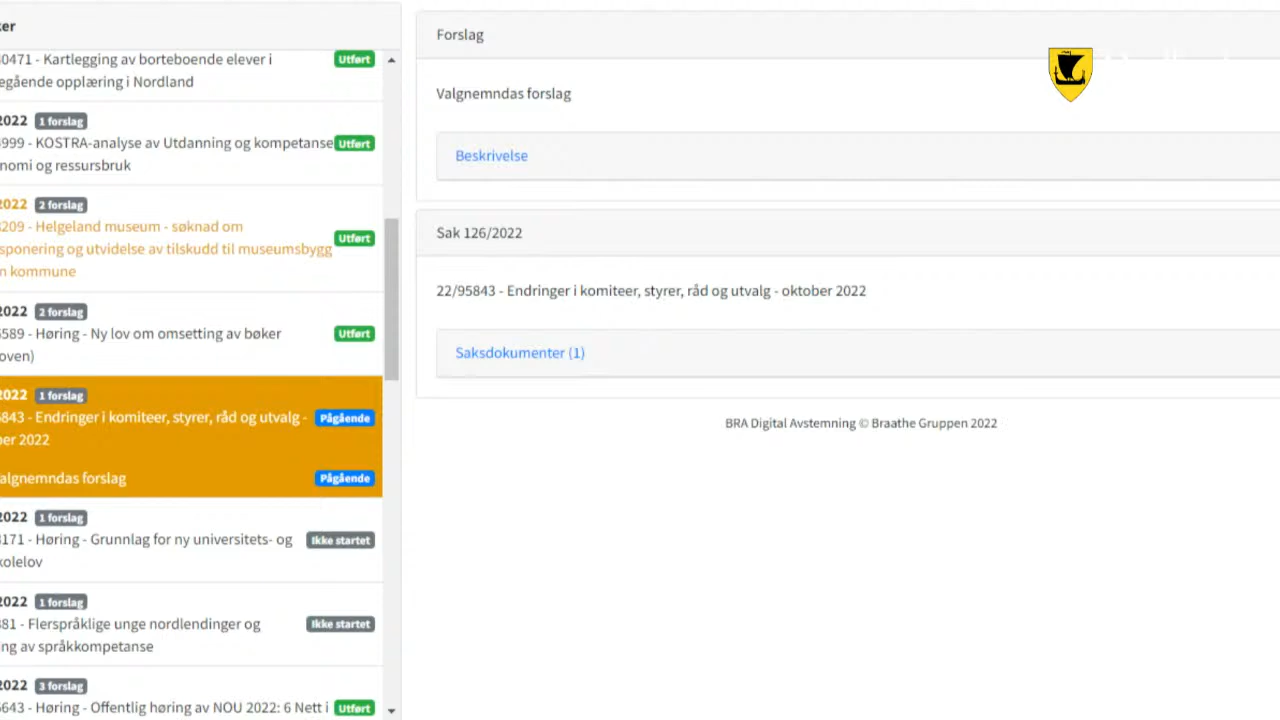 ker
0471 - Kartlegging av borteboende elever i
egående opplæring i Nordland
Utført
2022 1 forslag
999 - KOSTRA-analyse av Utdanning og kompetanse
nomi og ressursbruk
Utført
2022 2 forslag
209 - Helgeland museum - søknad om
sponering og utvidelse av tilskudd til museumsbygg
n kommune
Utført
2022 2 forslag
589 - Høring - Ny lov om omsetting av bøker
oven)
Utført
2022 1 forslag
843 - Endringer i komiteer, styrer, råd og utvalg -
ber 2022
Pågående
algnemndas forslag
Pågående
2022 1 forslag
171 - Høring - Grunnlag for ny universitets- og
kolelov
Ikke startet
2022 1 forslag
381 - Flerspråklige unge nordlendinger og
ng av språkkompetanse
Ikke startet
2022 3 forslag
643 - Høring - Offentlig høring av NOU 2022: 6 Nett i
Utført
Forslag
Valgnemndas forslag
Beskrivelse
Sak 126/2022
22/95843 - Endringer i komiteer, styrer, råd og utvalg - oktober 2022
Saksdokumenter (1)
BRA Digital Avstemning © Braathe Gruppen 2022